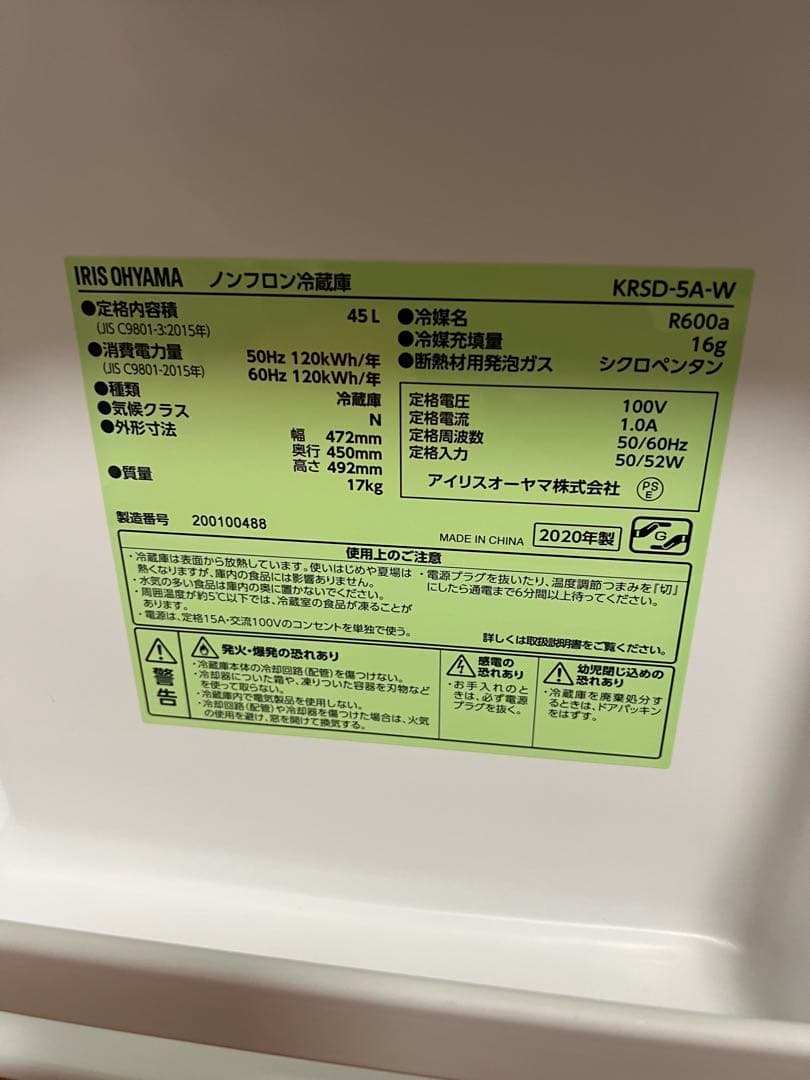 IRIS OHYAMA ノンフロン冷蔵庫 KRSD-5A-W
●定格内容積 45L
(JIS C9801-3:2015年)
●消費電力量 50Hz 120kWh/年
(JIS C9801-2015年) 60Hz 120kWh/年
●種類 冷蔵庫
●気候クラス N
●外形寸法 幅 472mm
奥行 450mm
高さ 492mm
●質量 17kg
●冷媒名 R600a
●冷媒充填量 16g
●断熱材用発泡ガス シクロペンタン
定格電圧 100V
定格電流 1.0A
定格周波数 50/60Hz
定格入力 50/52W
アイリスオーヤマ株式会社 PSE
製造番号 200100488
MADE IN CHINA 2020年製 G
使用上のご注意
・冷蔵庫は表面から放熱しています。使いはじめや夏場は
熱くなりますが、庫内の食品には影響ありません。
・水気の多い食品は庫内の奥に置かないでください。
・周囲温度が約5℃以下では、冷蔵室の食品が凍ることが
あります。
・電源は、定格15A・交流100Vのコンセントを単独で使う。
・電源プラグを抜いたり、温度調節つまみを「切」
にしたら通電まで6分間以上待ってください。
詳しくは取扱説明書をご覧ください。
警告
発火・爆発の恐れあり
・冷蔵庫本体の冷却回路(配管)を傷つけない。
・冷却器についた霜や、凍りついた容器を刃物など
を使って取らない。
・冷蔵庫内で電気製品を使用しない。
・冷却回路(配管)や冷却器を傷つけた場合は、火気
の使用を避け、窓を開けて換気する。
感電の
恐れあり
・お手入れのと
きは、必ず電源
プラグを抜く。
幼児閉じ込めの
恐れあり
・冷蔵庫を廃棄処分す
るときは、ドアパッキン
をはずす。